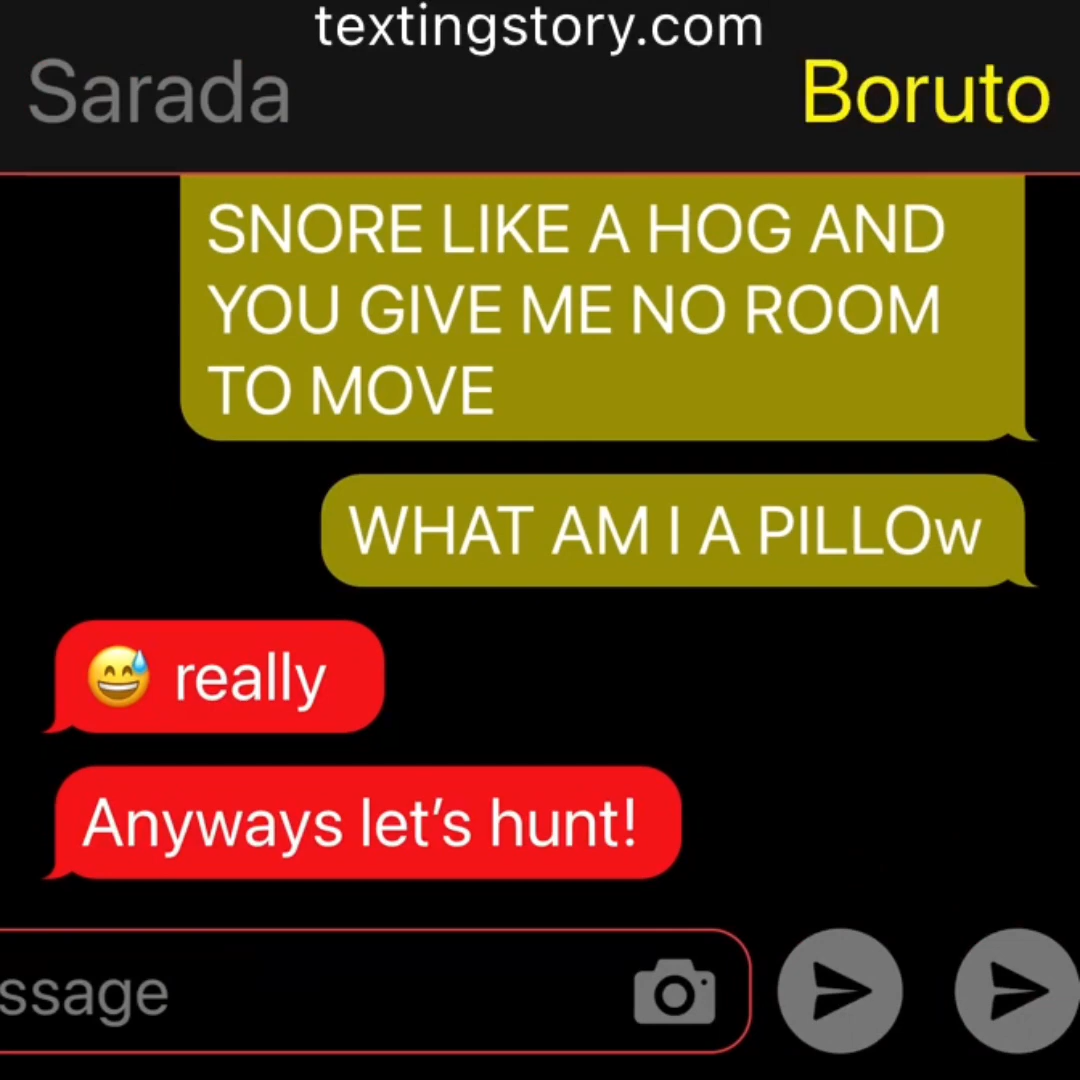 textingstory.com
Sarada
Boruto
SNORE LIKE A HOG AND
YOU GIVE ME NO ROOM
TO MOVE
WHAT AM I A PILLOw
😅 really
Anyways let's hunt!
ssage